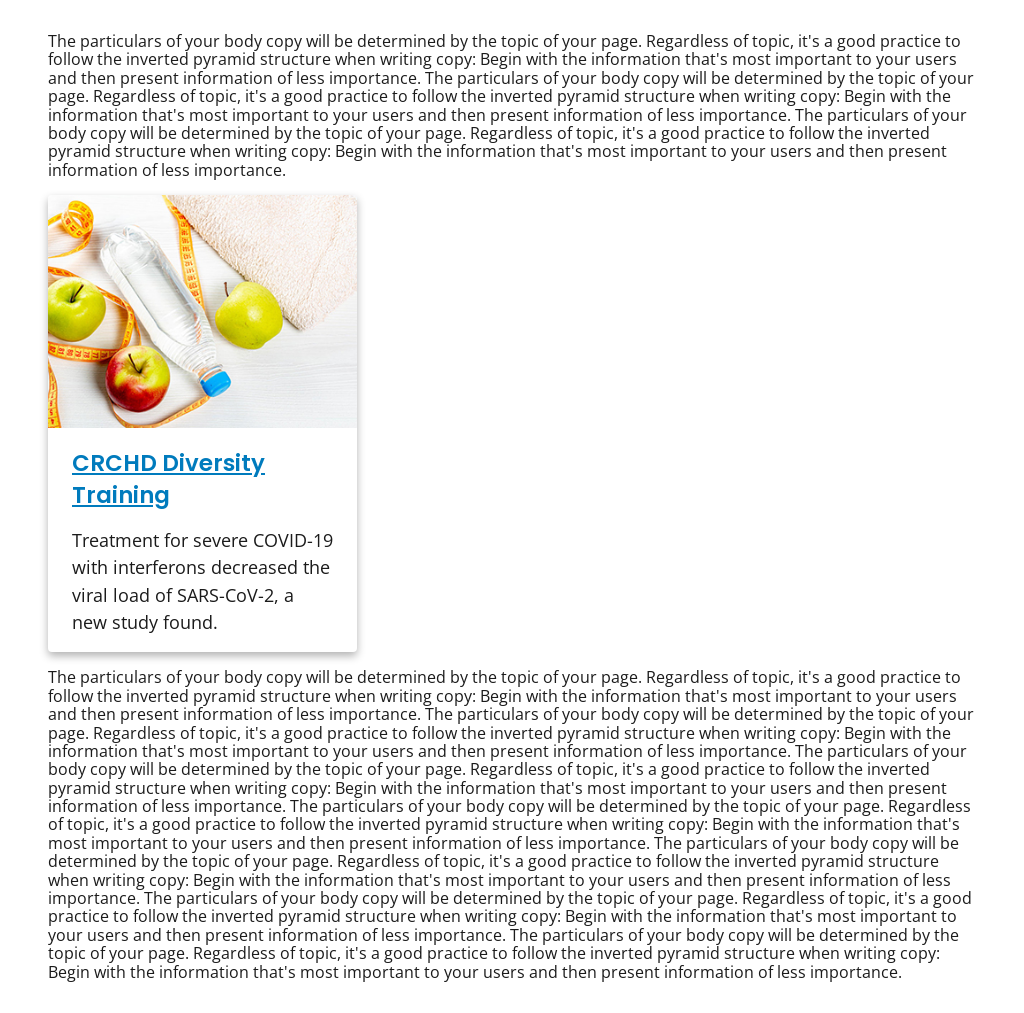 The particulars of your body copy will be determined by the topic of your page. Regardless of topic, it's a good practice to
follow the inverted pyramid structure when writing copy: Begin with the information that's most important to your users
and then present information of less importance. The particulars of your body copy will be determined by the topic of your
page. Regardless of topic, it's a good practice to follow the inverted pyramid structure when writing copy: Begin with the
information that's most important to your users and then present information of less importance. The particulars of your
body copy will be determined by the topic of your page. Regardless of topic, it's a good practice to follow the inverted
pyramid structure when writing copy: Begin with the information that's most important to your users and then present
information of less importance.
CRCHD Diversity
Training
Treatment for severe COVID-19
with interferons decreased the
viral load of SARS-CoV-2, a
new study found.
The particulars of your body copy will be determined by the topic of your page. Regardless of topic, it's a good practice to
follow the inverted pyramid structure when writing copy: Begin with the information that's most important to your users
and then present information of less importance. The particulars of your body copy will be determined by the topic of your
page. Regardless of topic, it's a good practice to follow the inverted pyramid structure when writing copy: Begin with the
information that's most important to your users and then present information of less importance. The particulars of your
body copy will be determined by the topic of your page. Regardless of topic, it's a good practice to follow the inverted
pyramid structure when writing copy: Begin with the information that's most important to your users and then present
information of less importance. The particulars of your body copy will be determined by the topic of your page. Regardless
of topic, it's a good practice to follow the inverted pyramid structure when writing copy: Begin with the information that's
most important to your users and then present information of less importance. The particulars of your body copy will be
determined by the topic of your page. Regardless of topic, it's a good practice to follow the inverted pyramid structure
when writing copy: Begin with the information that's most important to your users and then present information of less
importance. The particulars of your body copy will be determined by the topic of your page. Regardless of topic, it's a good
practice to follow the inverted pyramid structure when writing copy: Begin with the information that's most important to
your users and then present information of less importance. The particulars of your body copy will be determined by the
topic of your page. Regardless of topic, it's a good practice to follow the inverted pyramid structure when writing copy:
Begin with the information that's most important to your users and then present information of less importance.